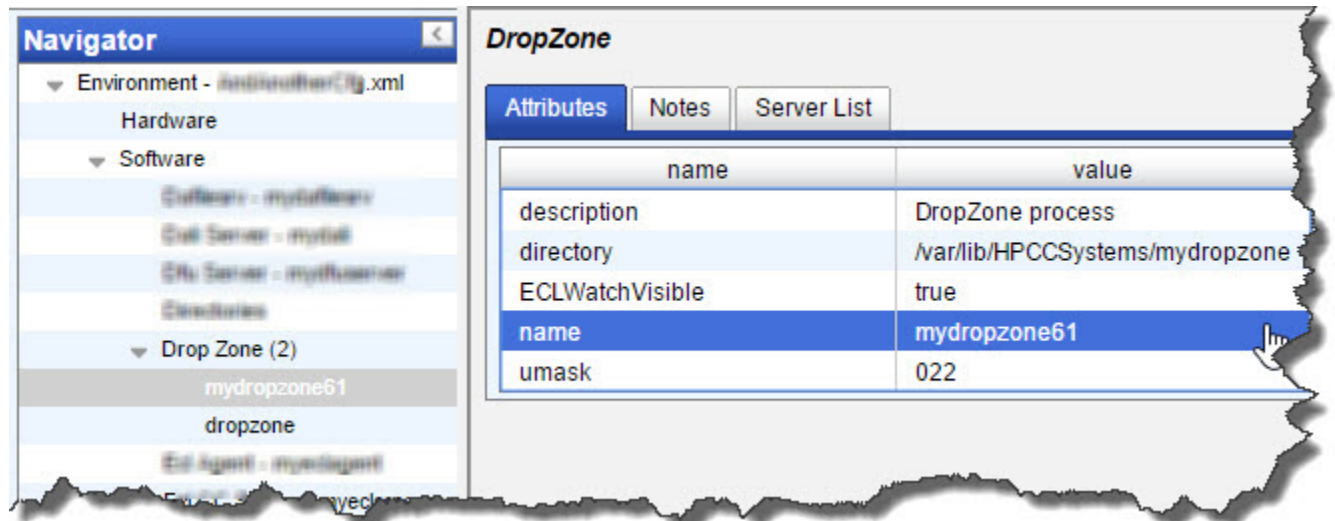 Navigator
Environment - .xml
Hardware
Software
Drop Zone (2)
mydropzone61
dropzone
DropZone
Attributes Notes Server List
name value
description DropZone process
directory /var/lib/HPCCSystems/mydropzone
ECLWatchVisible true
name mydropzone61
umask 022